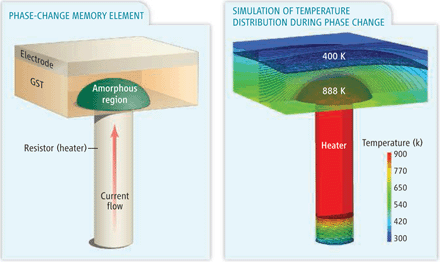 PHASE-CHANGE MEMORY ELEMENT
Electrode
GST
Amorphous
region
Resistor (heater)
Current
flow
SIMULATION OF TEMPERATURE
DISTRIBUTION DURING PHASE CHANGE
400 K
888 K
Heater
Temperature (k)
900
770
650
540
420
300